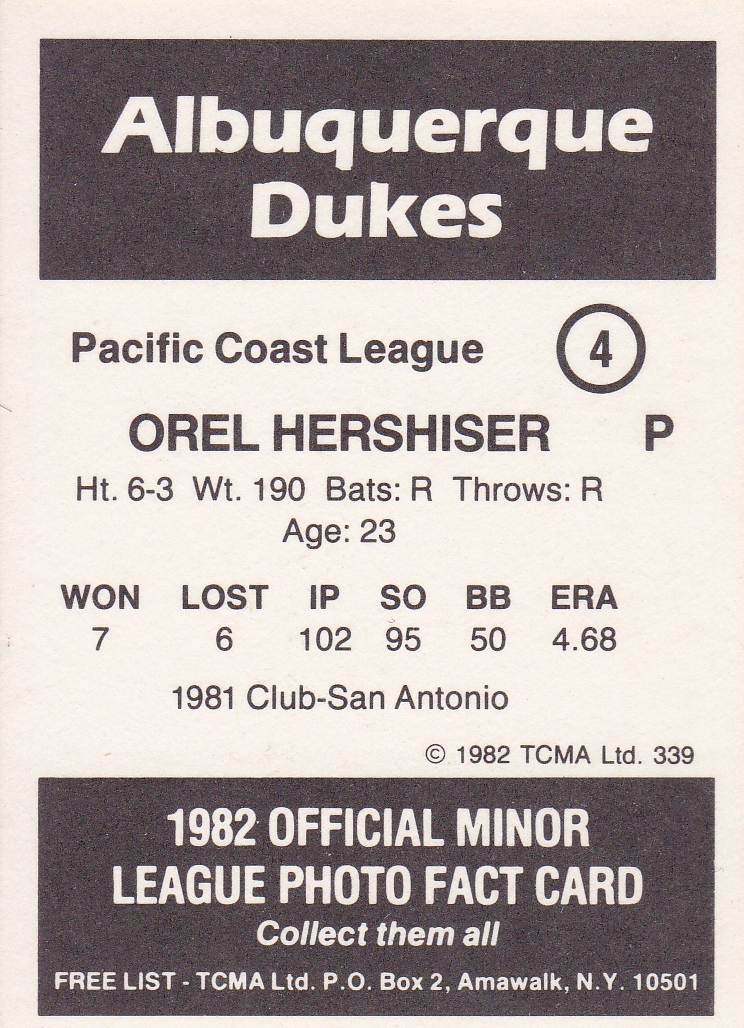 Albuquerque
Dukes
Pacific Coast League 4
OREL HERSHISER P
Ht. 6-3 Wt. 190 Bats: R Throws: R
Age: 23
WON LOST IP SO BB ERA
7 6 102 95 50 4.68
1981 Club-San Antonio
© 1982 TCMA Ltd. 339
1982 OFFICIAL MINOR
LEAGUE PHOTO FACT CARD
Collect them all
FREE LIST - TCMA Ltd. P.O. Box 2, Amawalk, N.Y. 10501